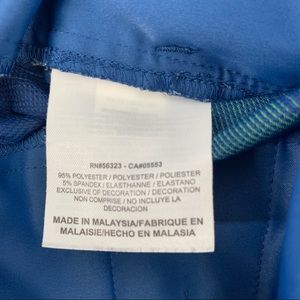 RN#56323 - CA#05553
95% POLYESTER / POLYESTER / POLIESTER
5% SPANDEX / ELASTHANNE / ELASTANO
EXCLUSIVE OF DECORATION / DECORATION
NON COMPRISE / NO INCLUYE LA
DECORACION
MADE IN MALAYSIA/FABRIQUE EN
MALAISIE/HECHO EN MALASIA